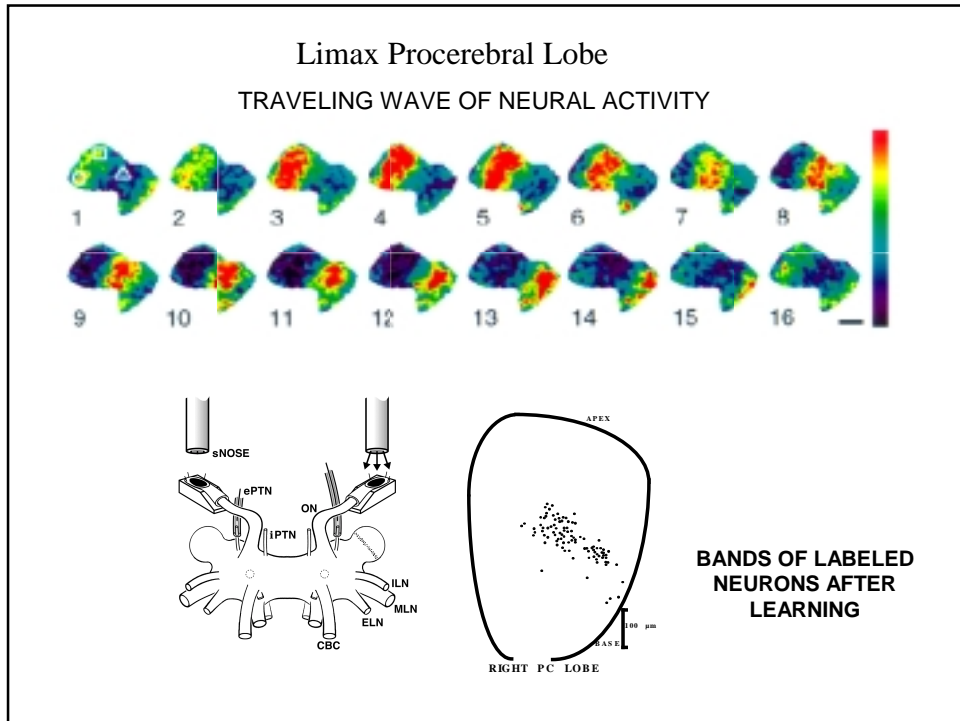 Limax Procerebral Lobe
TRAVELING WAVE OF NEURAL ACTIVITY
1 2 3 4 5 6 7 8
9 10 11 12 13 14 15 16
sNOSE
ePTN
ON
iPTN
ILN
MLN
ELN
CBC
APEX
100 µm
BASE
RIGHT PC LOBE
BANDS OF LABELED
NEURONS AFTER
LEARNING